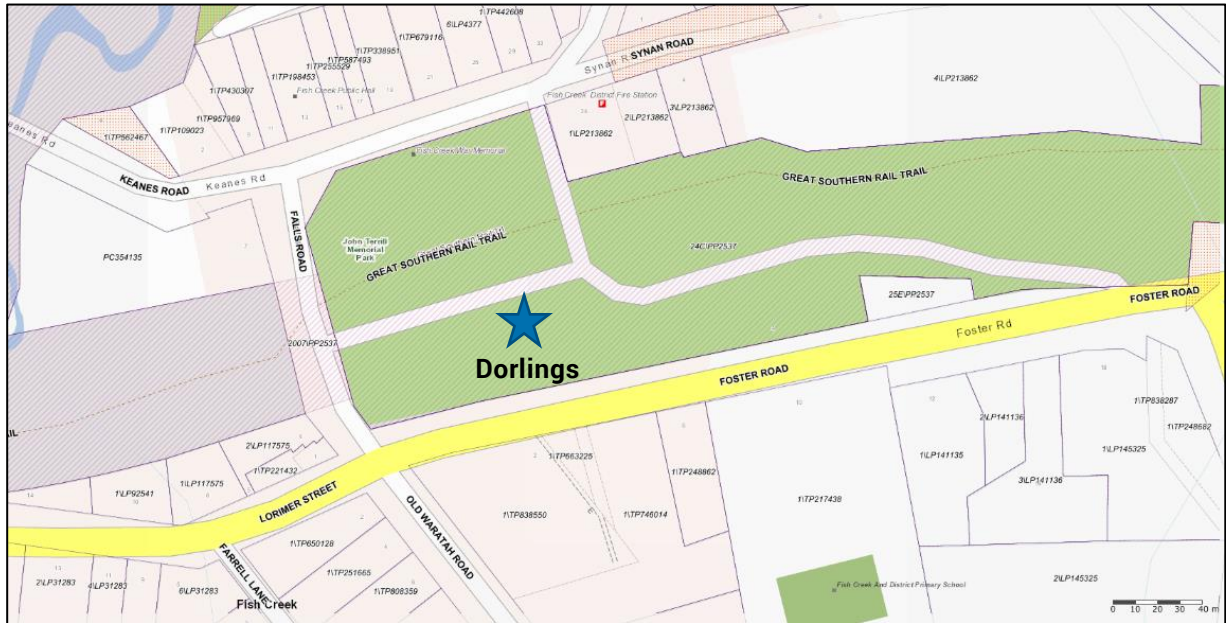 1\TP442608
6\LP4377
1\TP679116
1\TP338951
1\TP587493
1\TP255529
1\TP198453
1\TP430307
1\TP957969
1\TP109023
1\TP962467
Fish Creek Public Hall
SYNAN ROAD
Synan R
Fish Creek District Fire Station
F
1\LP213862
2\LP213862
3\LP213862
4\LP213862
Keanes Rd
KEANES ROAD
Keanes Rd
Fish Creek War Memorial
FALLS ROAD
John Terrill
Memorial
Park
GREAT SOUTHERN RAIL TRAIL
GREAT SOUTHERN RAIL TRAIL
24C\PP2537
PC354135
25E\PP2537
2007\PP2537
Dorlings
FOSTER ROAD
Foster Rd
FOSTER ROAD
2\LP117575
1\TP221432
1\LP117575
1\LP92541
LORIMER STREET
OLD WARATAH ROAD
FARRELL LANE
Fish Creek
1\TP650128
1\TP251665
1\TP808359
2\LP31283
4\LP31283
6\LP31283
1\TP663225
1\TP838550
1\TP746014
1\TP248862
1\TP217438
1\LP141135
2\LP141136
3\LP141136
1\LP145325
1\TP838287
1\TP248682
2\LP145325
Fish Creek And District Primary School
0 10 20 30 40 m